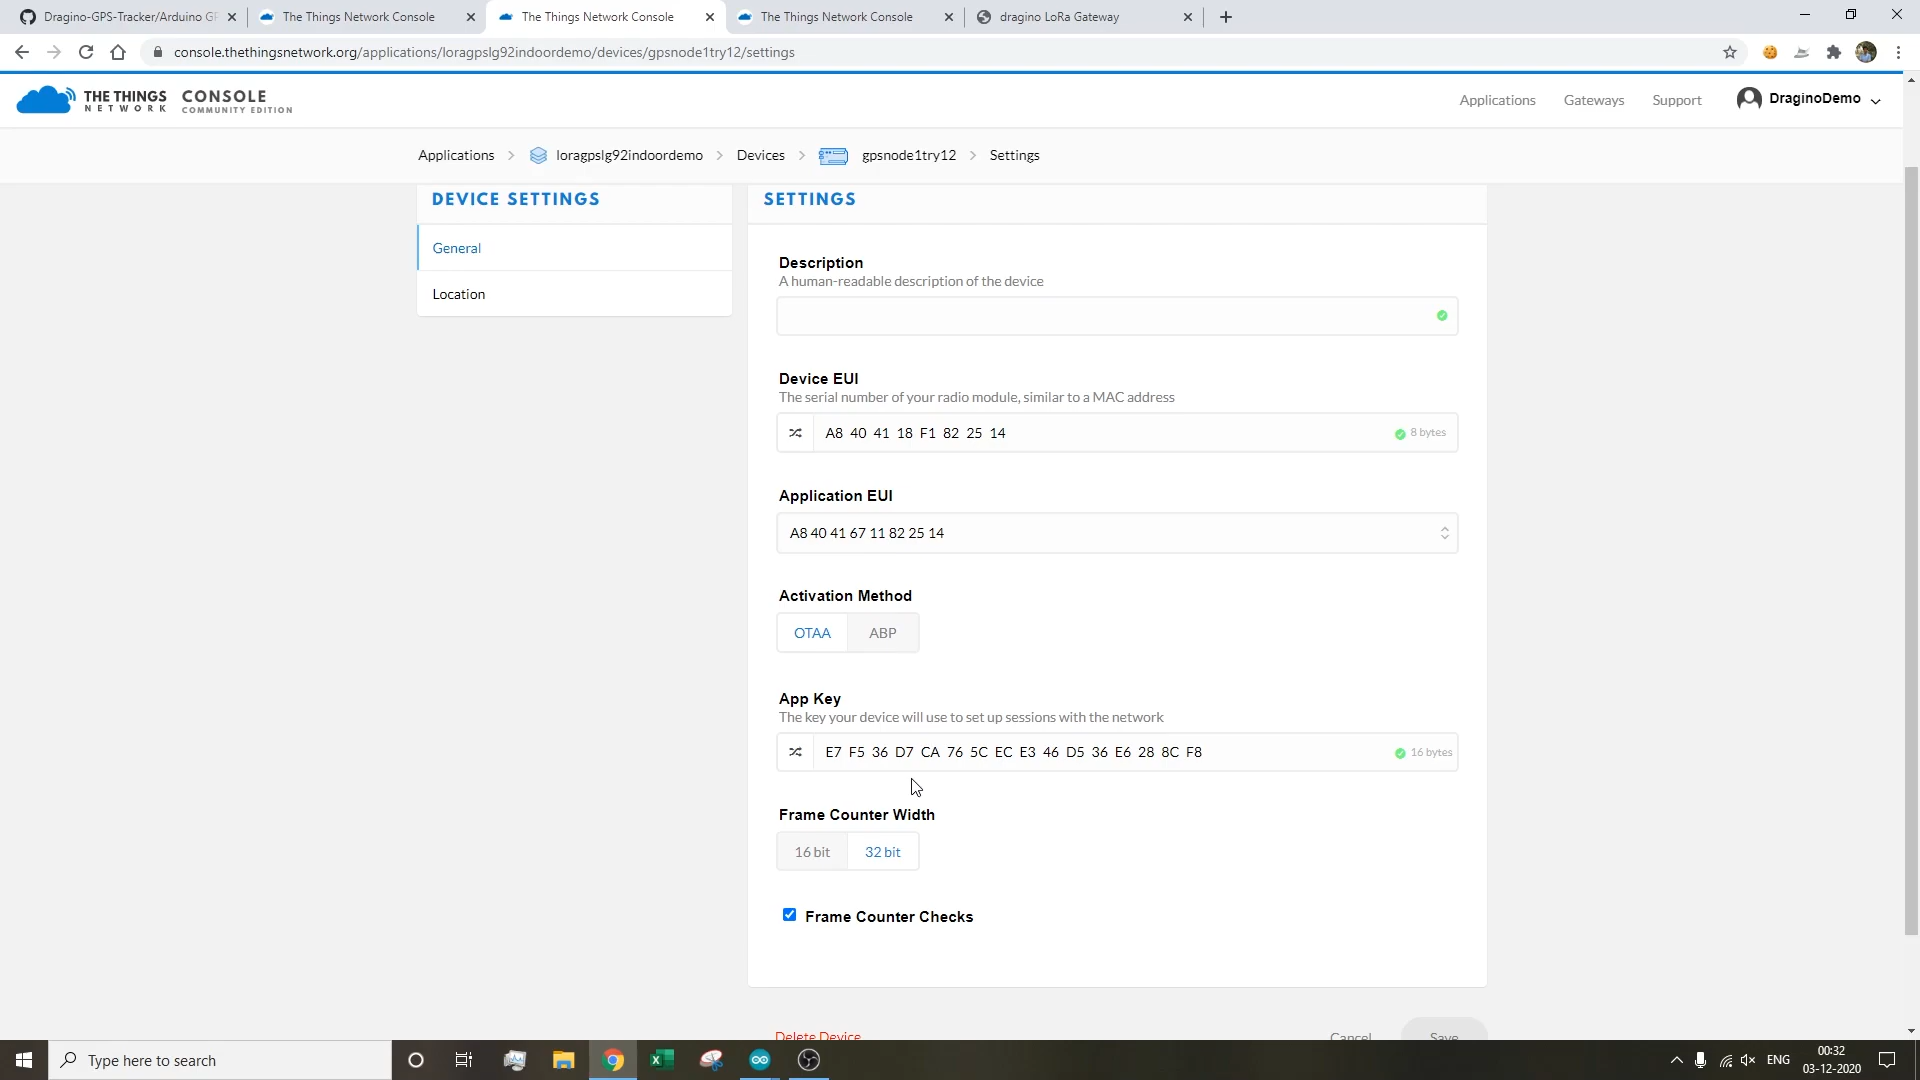 Dragino-GPS-Tracker/Arduino GP
The Things Network Console
The Things Network Console
The Things Network Console
dragino LoRa Gateway
console.thethingsnetwork.org/applications/loragpslg92indoordemo/devices/gpsnode1try12/settings
THE THINGS NETWORK
CONSOLE COMMUNITY EDITION
Applications
Gateways
Support
DraginoDemo
Applications > loragpslg92indoordemo > Devices > gpsnode1try12 > Settings
DEVICE SETTINGS
General
Location
SETTINGS
Description
A human-readable description of the device
Device EUI
The serial number of your radio module, similar to a MAC address
A8 40 41 18 F1 82 25 14
8 bytes
Application EUI
A8 40 41 67 11 82 25 14
Activation Method
OTAA
ABP
App Key
The key your device will use to set up sessions with the network
E7 F5 36 D7 CA 76 5C EC E3 46 D5 36 E6 28 8C F8
16 bytes
Frame Counter Width
16 bit
32 bit
Frame Counter Checks
Delete Device
Cancel
Save
Type here to search
ENG
00:32
03-12-2020